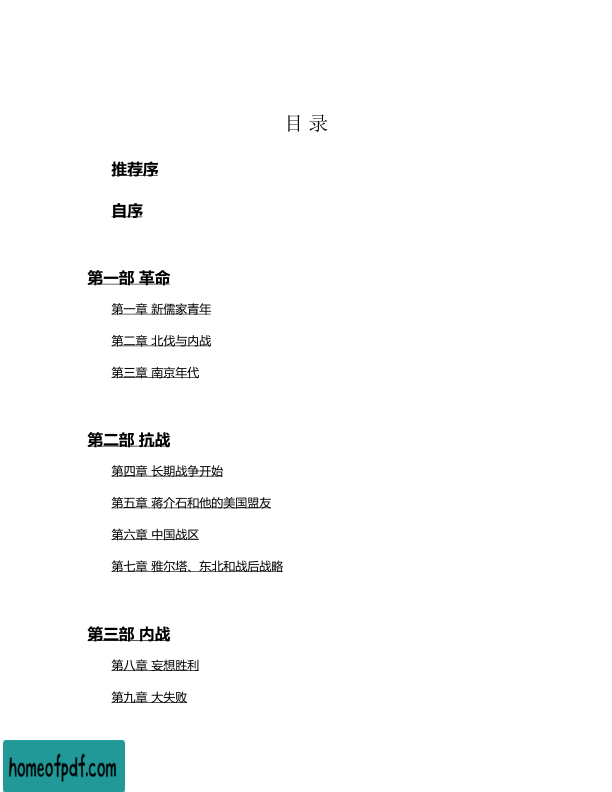 目 录
推荐序
自序
第一部 革命
第一章 新儒家青年
第二章 北伐与内战
第三章 南京年代
第二部 抗战
第四章 长期战争开始
第五章 蒋介石和他的美国盟友
第六章 中国战区
第七章 雅尔塔、东北和战后战略
第三部 内战
第八章 妄想胜利
第九章 大失败
homeofpdf.com